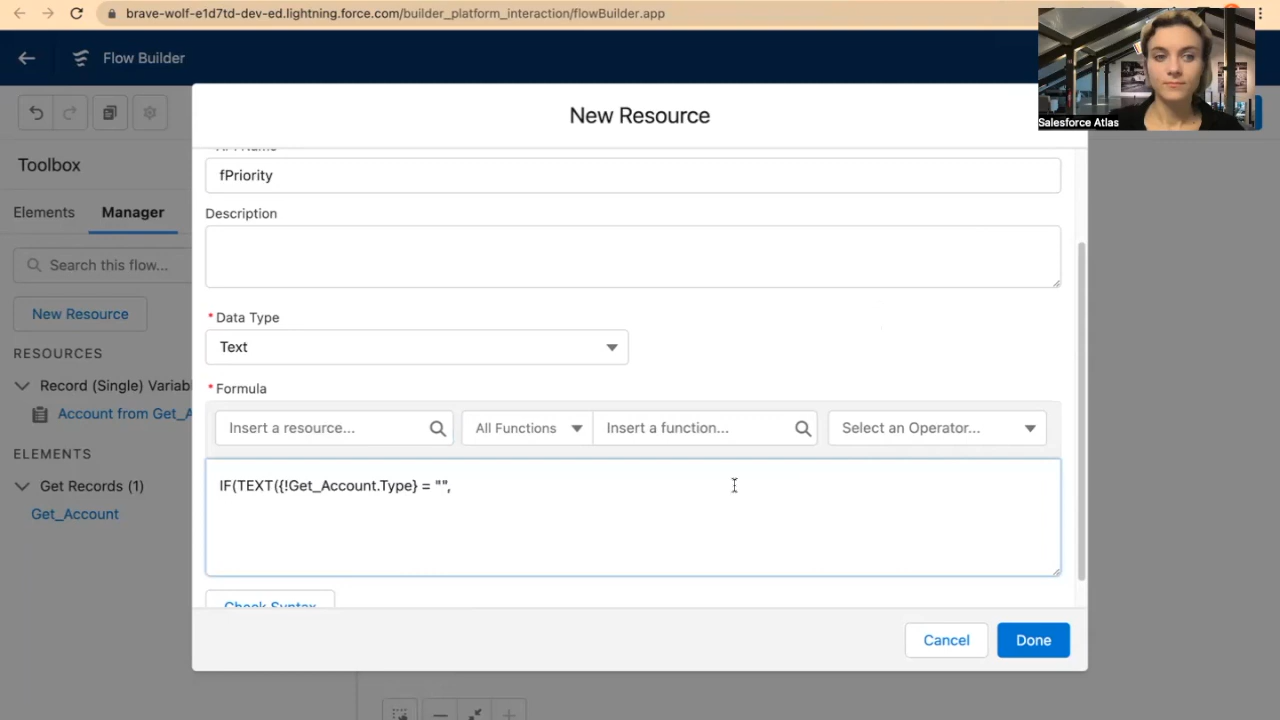 brave-wolf-e1d7td-dev-ed.lightning.force.com/builder_platform_interaction/flowBuilder.app
Flow Builder
Salesforce Atlas
New Resource
Toolbox
Elements
Manager
Search this flow...
New Resource
RESOURCES
Record (Single) Variab
Account from Get_A
ELEMENTS
Get Records (1)
Get_Account
fPriority
Description
* Data Type
Text
* Formula
Insert a resource...
All Functions
Insert a function...
Select an Operator...
IF(TEXT({!Get_Account.Type} = "",
Check Syntax
Cancel
Done